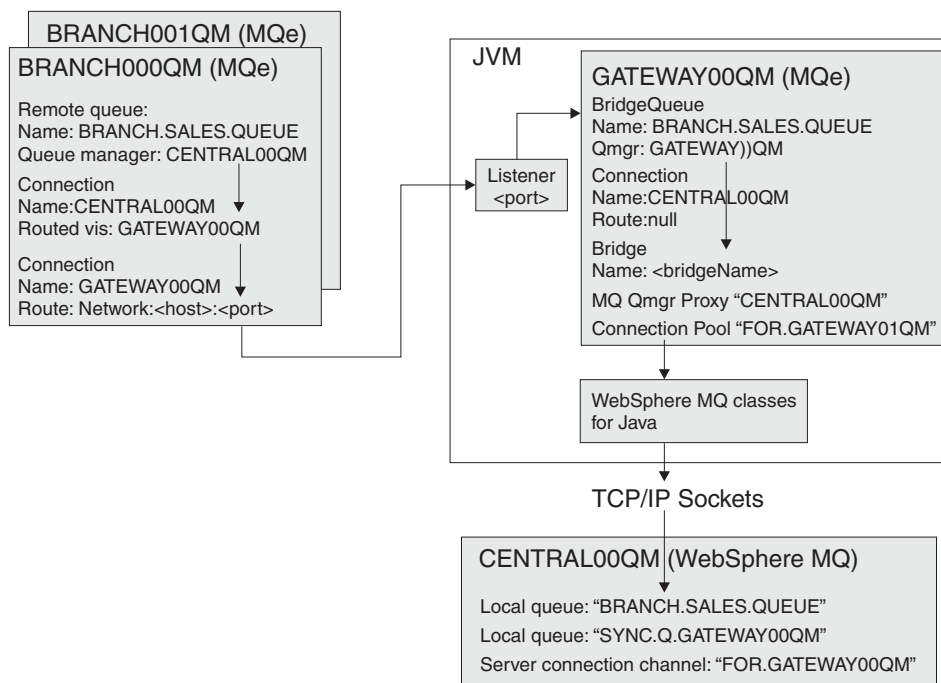 BRANCH001QM (MQe)
BRANCH000QM (MQe)
Remote queue:
Name: BRANCH.SALES.QUEUE
Queue manager: CENTRAL00QM
Connection
Name:CENTRAL00QM
Routed vis: GATEWAY00QM
Connection
Name: GATEWAY00QM
Route: Network:<host>:<port>
JVM
Listener
<port>
GATEWAY00QM (MQe)
BridgeQueue
Name: BRANCH.SALES.QUEUE
Qmgr: GATEWAY))QM
Connection
Name:CENTRAL00QM
Route:null
Bridge
Name: <bridgeName>
MQ Qmgr Proxy “CENTRAL00QM”
Connection Pool “FOR.GATEWAY01QM”
WebSphere MQ classes
for Java
TCP/IP Sockets
CENTRAL00QM (WebSphere MQ)
Local queue: “BRANCH.SALES.QUEUE”
Local queue: “SYNC.Q.GATEWAY00QM”
Server connection channel: “FOR.GATEWAY00QM”